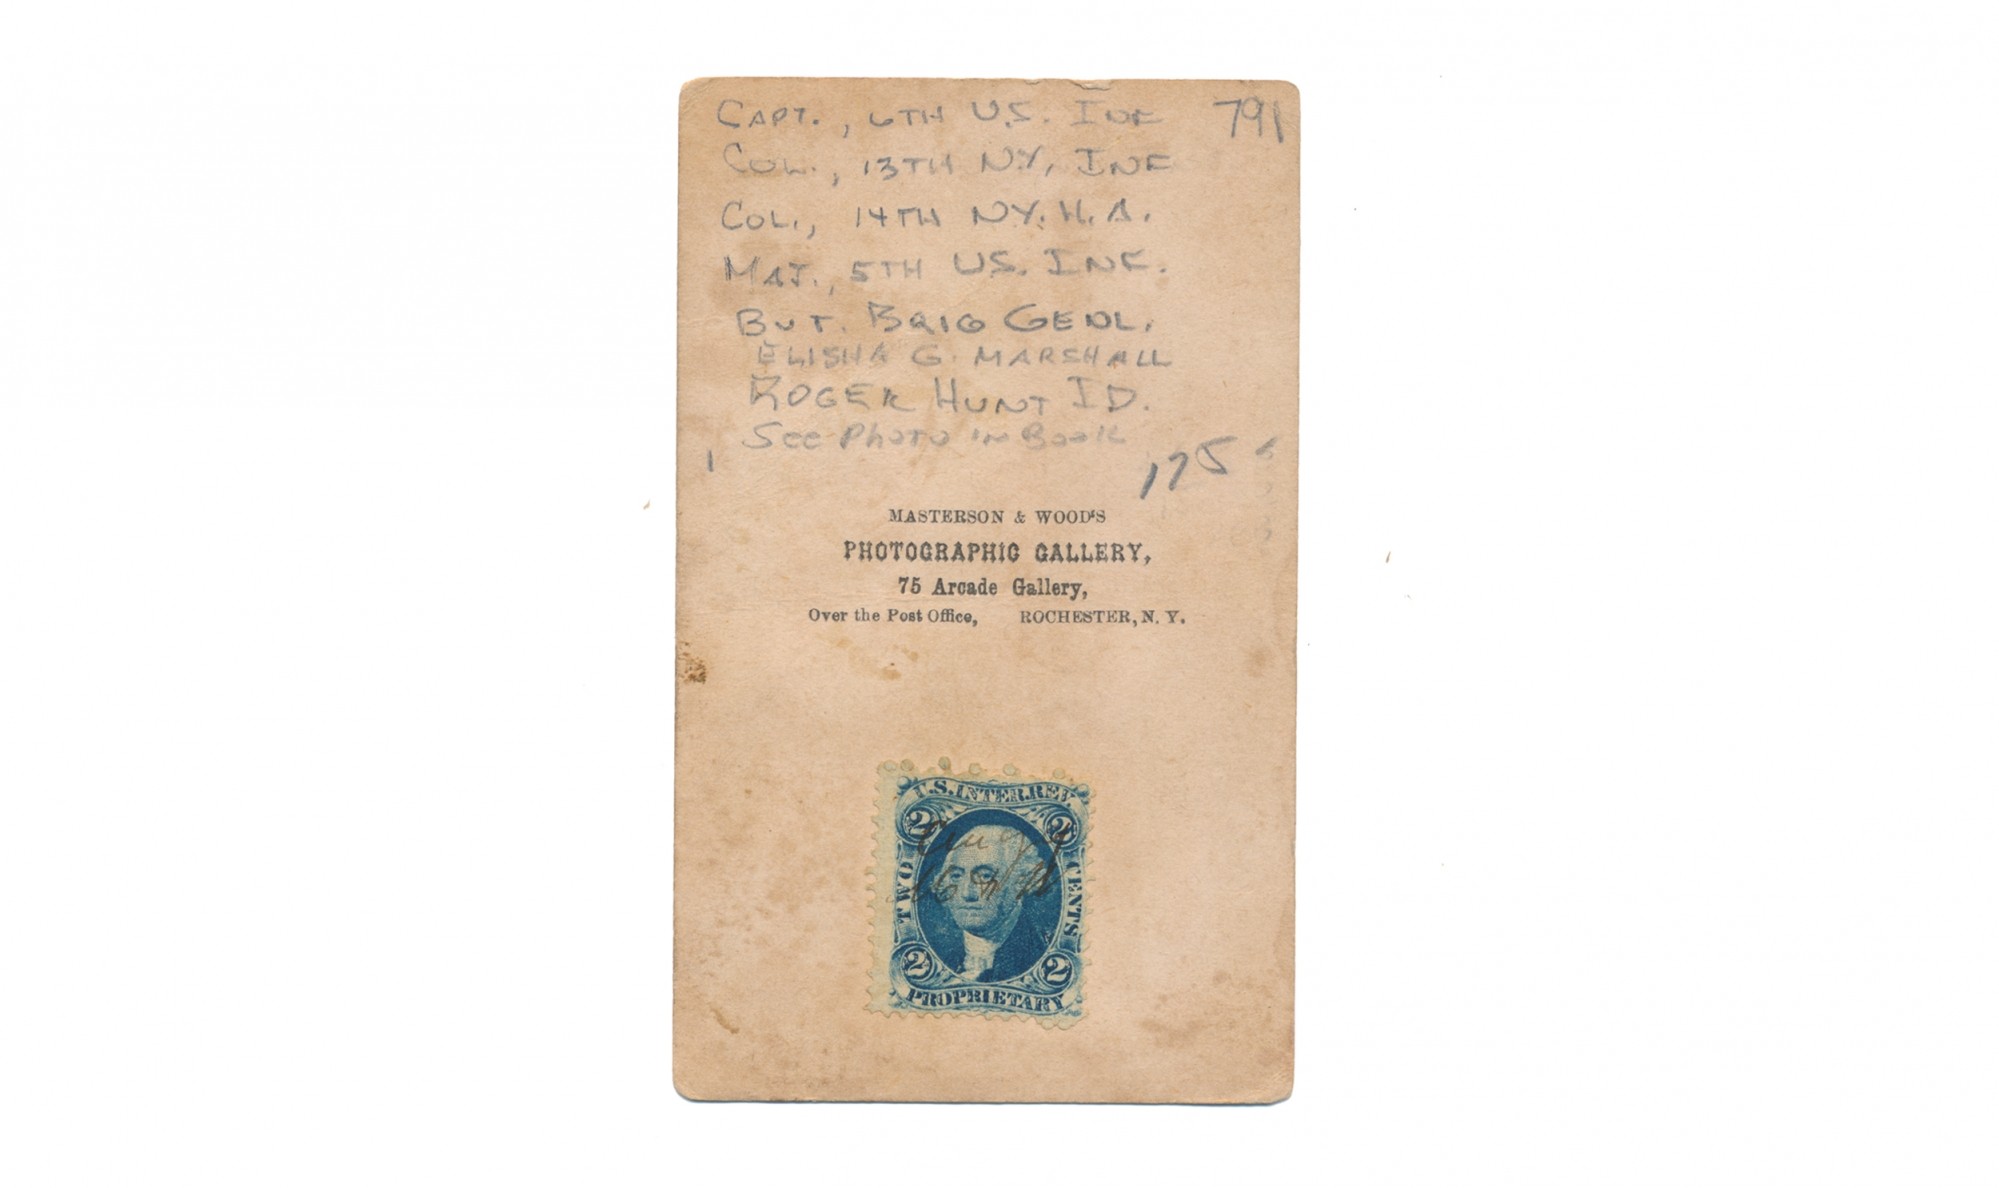 CAPT., 6TH U.S. INF 791
COL., 13TH N.Y. INF
COL., 14TH NY. H. A.
MAJ., 5TH US. INF.
BVT. BRIG GENL.
ELISHA G. MARSHALL
ROGER HUNT ID.
See Photo in Book
175
MASTERSON & WOOD'S
PHOTOGRAPHIC GALLERY,
75 Arcade Gallery,
Over the Post Office, ROCHESTER, N. Y.
U.S. INTER. REV.
2 2
TWO CENTS
2 2
PROPRIETARY